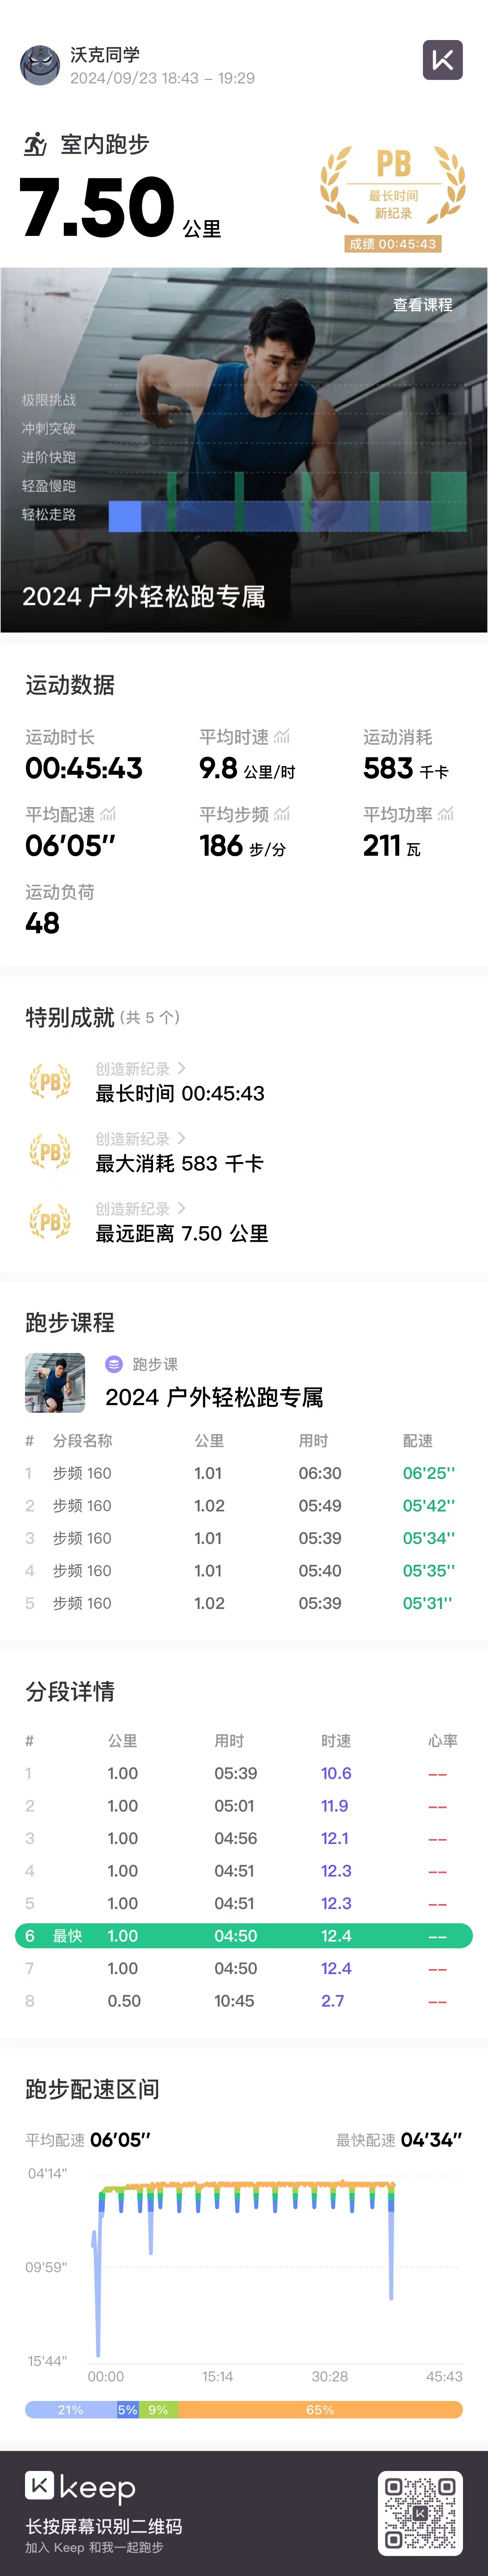 沃克同学
2024/09/23 18:43 - 19:29
室内跑步
7.50 公里
PB
最长时间
新纪录
成绩 00:45:43
查看课程
极限挑战
冲刺突破
进阶快跑
轻盈慢跑
轻松走路
2024 户外轻松跑专属
运动数据
运动时长 平均时速 运动消耗
00:45:43 9.8 公里/时 583 千卡
平均配速 平均步频 平均功率
06'05'' 186 步/分 211 瓦
运动负荷
48
特别成就 (共 5 个)
PB 创造新纪录
最长时间 00:45:43
PB 创造新纪录
最大消耗 583 千卡
PB 创造新纪录
最远距离 7.50 公里
跑步课程
跑步课
2024 户外轻松跑专属
# 分段名称 公里 用时 配速
1 步频 160 1.01 06:30 06'25''
2 步频 160 1.02 05:49 05'42''
3 步频 160 1.01 05:39 05'34''
4 步频 160 1.01 05:40 05'35''
5 步频 160 1.02 05:39 05'31''
分段详情
# 公里 用时 时速 心率
1 1.00 05:39 10.6 --
2 1.00 05:01 11.9 --
3 1.00 04:56 12.1 --
4 1.00 04:51 12.3 --
5 1.00 04:51 12.3 --
6 最快 1.00 04:50 12.4 --
7 1.00 04:50 12.4 --
8 0.50 10:45 2.7 --
跑步配速区间
平均配速 06'05'' 最快配速 04'34''
04'14''
09'59''
15'44''
00:00 15:14 30:28 45:43
21% 5% 9% 65%
keep
长按屏幕识别二维码
加入 Keep 和我一起跑步